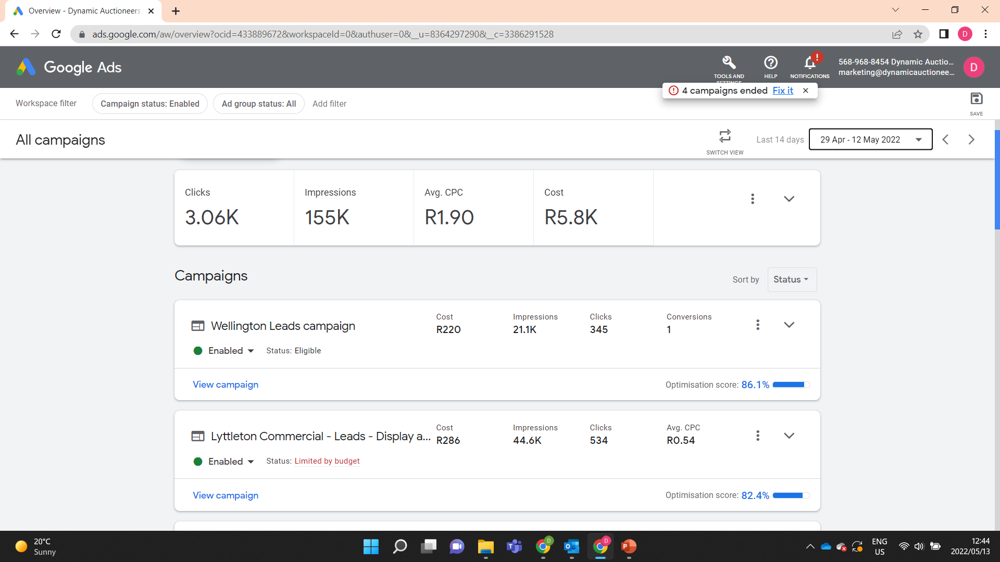 Overview - Dynamic Auctioneers
ads.google.com/aw/overview?ocid=433889672&workspaceId=0&authuser=0&__u=8364297290&__c=3386291528
D
Google Ads
TOOLS AND
SETTINGS
HELP
!
NOTIFICATIONS
568-968-8454 Dynamic Auctio...
marketing@dynamicauctionee...
D
4 campaigns ended Fix it
Workspace filter
Campaign status: Enabled
Ad group status: All
Add filter
SAVE
All campaigns
SWITCH VIEW
Last 14 days
29 Apr - 12 May 2022
Clicks
3.06K
Impressions
155K
Avg. CPC
R1.90
Cost
R5.8K
Campaigns
Sort by
Status
Wellington Leads campaign
Cost
R220
Impressions
21.1K
Clicks
345
Conversions
1
Enabled
Status: Eligible
View campaign
Optimisation score: 86.1%
Lyttleton Commercial - Leads - Display a...
Cost
R286
Impressions
44.6K
Clicks
534
Avg. CPC
R0.54
Enabled
Status: Limited by budget
View campaign
Optimisation score: 82.4%
20°C
Sunny
D
D
ENG
US
12:44
2022/05/13